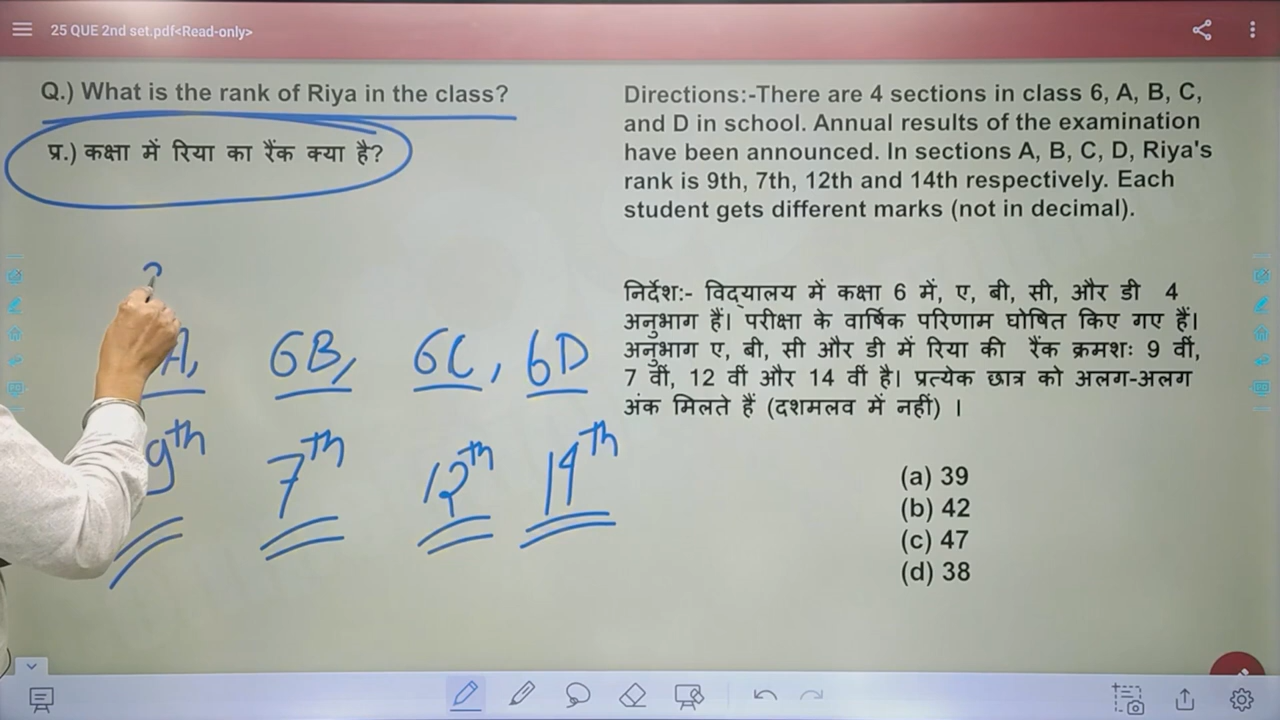 25 QUE 2nd set.pdf<Read-only>
Q.) What is the rank of Riya in the class?
प्र.) कक्षा में रिया का रैंक क्या है?
Directions:-There are 4 sections in class 6, A, B, C,
and D in school. Annual results of the examination
have been announced. In sections A, B, C, D, Riya's
rank is 9th, 7th, 12th and 14th respectively. Each
student gets different marks (not in decimal).
निर्देशः- विद्यालय में कक्षा 6 में, ए, बी, सी, और डी 4
अनुभाग हैं। परीक्षा के वार्षिक परिणाम घोषित किए गए हैं।
अनुभाग ए, बी, सी और डी में रिया की रैंक क्रमशः 9 वीं,
7 वीं, 12 वीं और 14 वीं है। प्रत्येक छात्र को अलग-अलग
अंक मिलते हैं (दशमलव में नहीं) ।
(a) 39
(b) 42
(c) 47
(d) 38
A, 6B, 6C, 6D
9th 7th 12th 14th